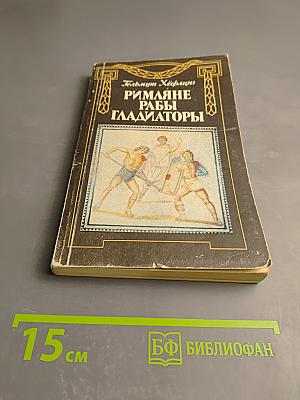 Гельмут Хёфлинг
РИМЛЯНЕ
РАБЫ
ГЛАДИАТОРЫ
15 см
БФ БИБЛИОФАН